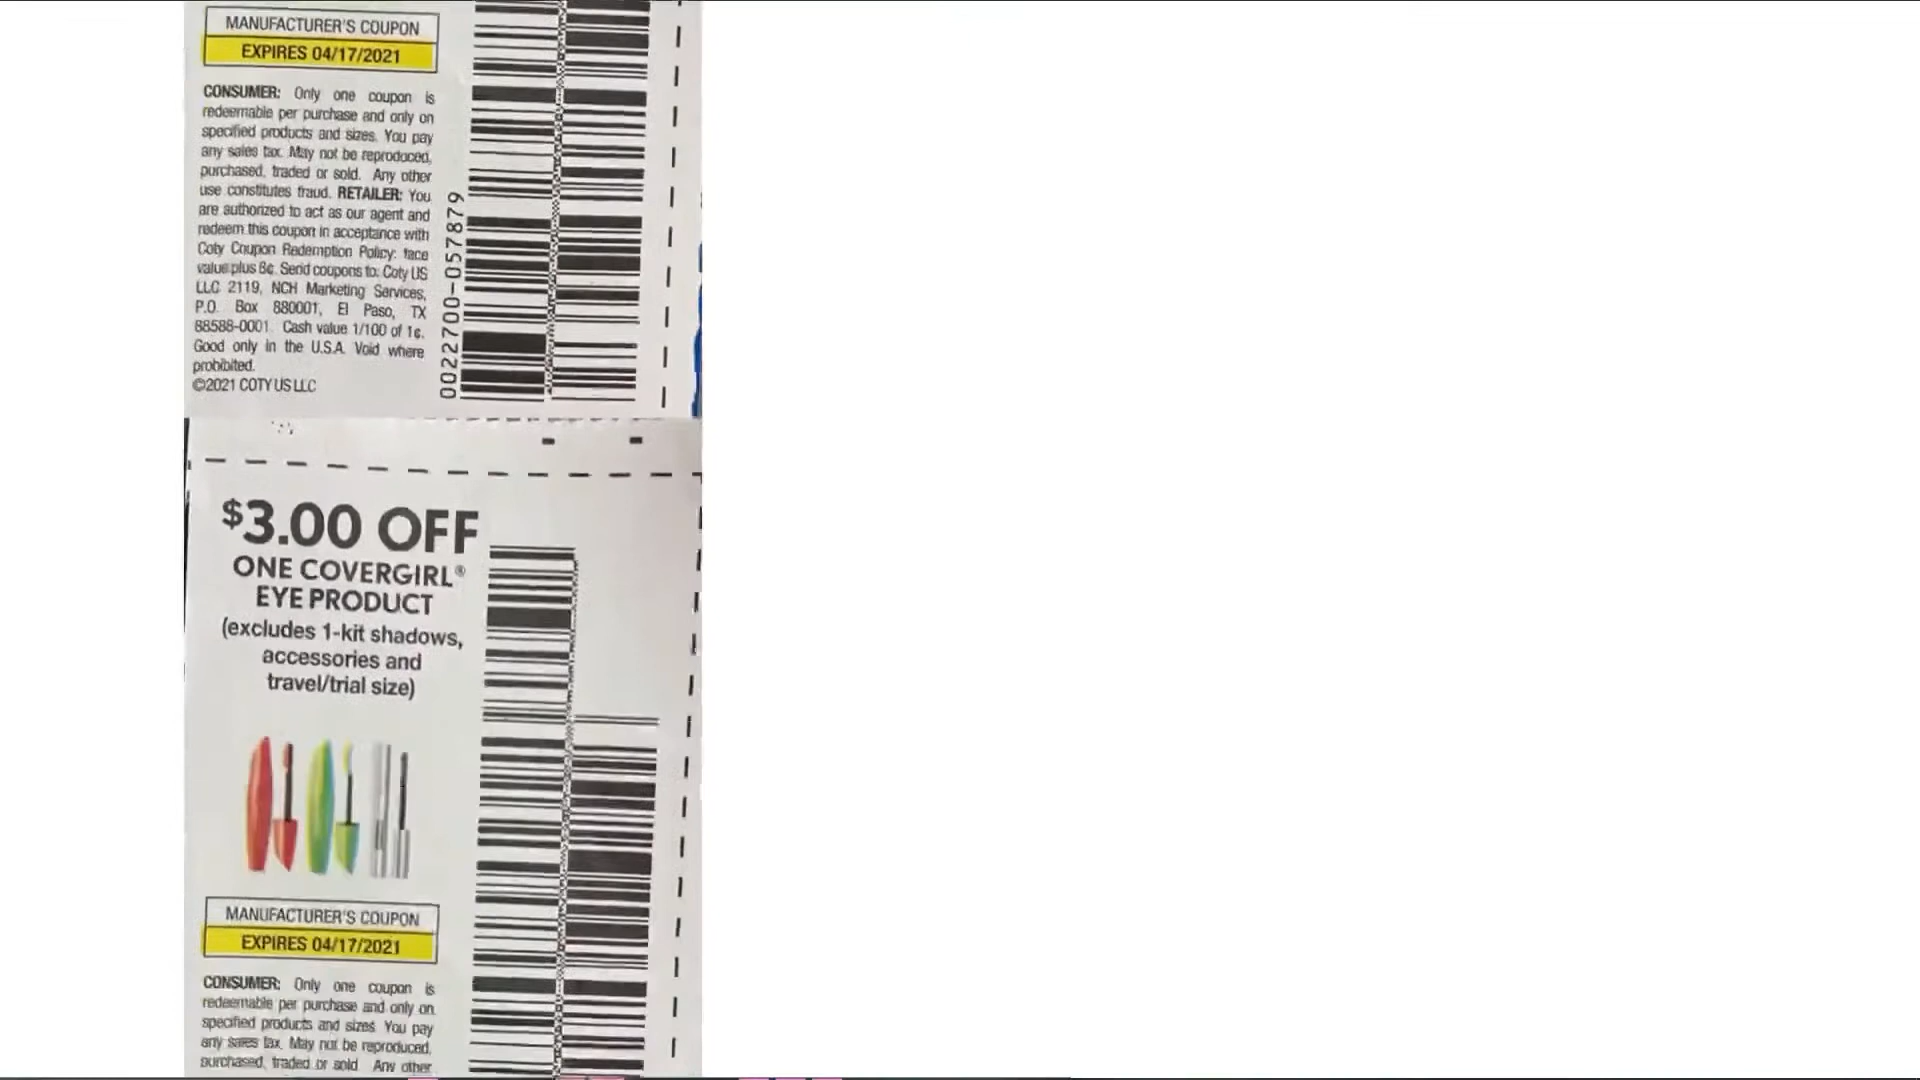 MANUFACTURER'S COUPON
EXPIRES 04/17/2021
CONSUMER: Only one coupon is
redeemable per purchase and only on
specified products and sizes. You pay
any sales tax. May not be reproduced,
purchased, traded or sold. Any other
use constitutes fraud. RETAILER: You
are authorized to act as our agent and
redeem this coupon in acceptance with
Coty Coupon Redemption Policy: face
value plus 8¢. Send coupons to: Coty US
LLC 2119, NCH Marketing Services,
P.O. Box 880001, El Paso, TX
88588-0001. Cash value 1/100 of 1¢.
Good only in the U.S.A. Void where
prohibited.
©2021 COTY US LLC
0022700-057879
$3.00 OFF
ONE COVERGIRL®
EYE PRODUCT
(excludes 1-kit shadows,
accessories and
travel/trial size)
MANUFACTURER'S COUPON
EXPIRES 04/17/2021
CONSUMER: Only one coupon is
redeemable per purchase and only on
specified products and sizes. You pay
any sales tax. May not be reproduced,
purchased, traded or sold. Any other